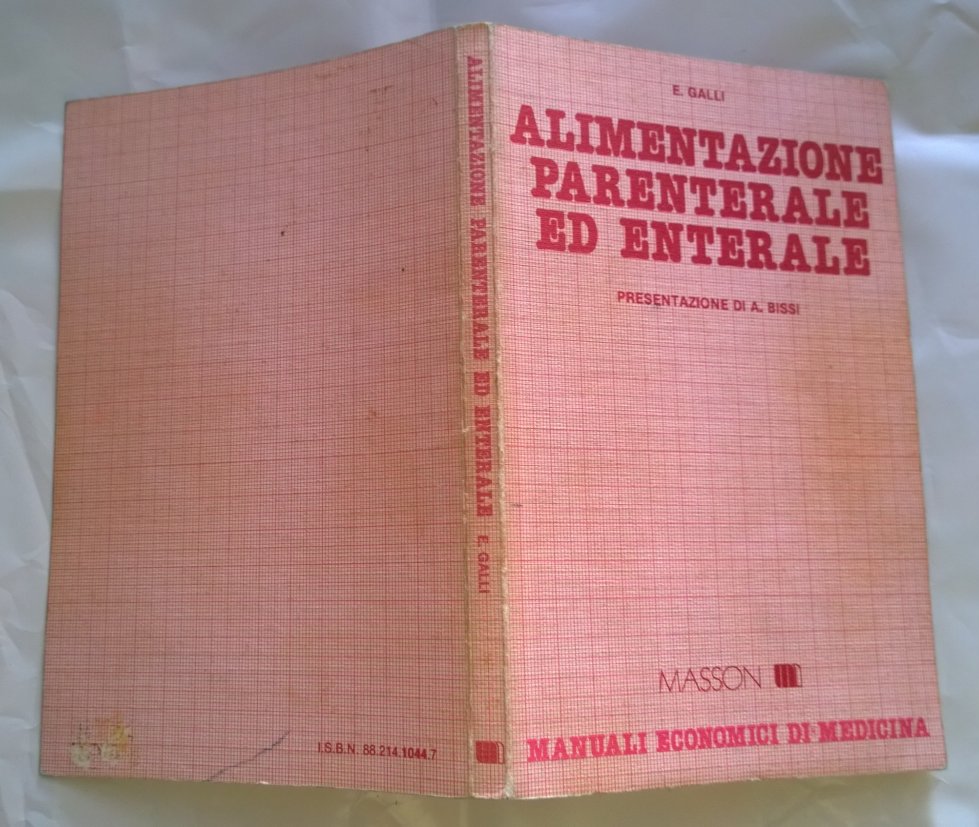 E. GALLI
ALIMENTAZIONE
PARENTERALE
ED ENTERALE
PRESENTAZIONE DI A. BISSI
MASSON
MANUALI ECONOMICI DI MEDICINA
ALIMENTAZIONE PARENTERALE ED ENTERALE E. GALLI
I.S.B.N. 88.214.1044.7